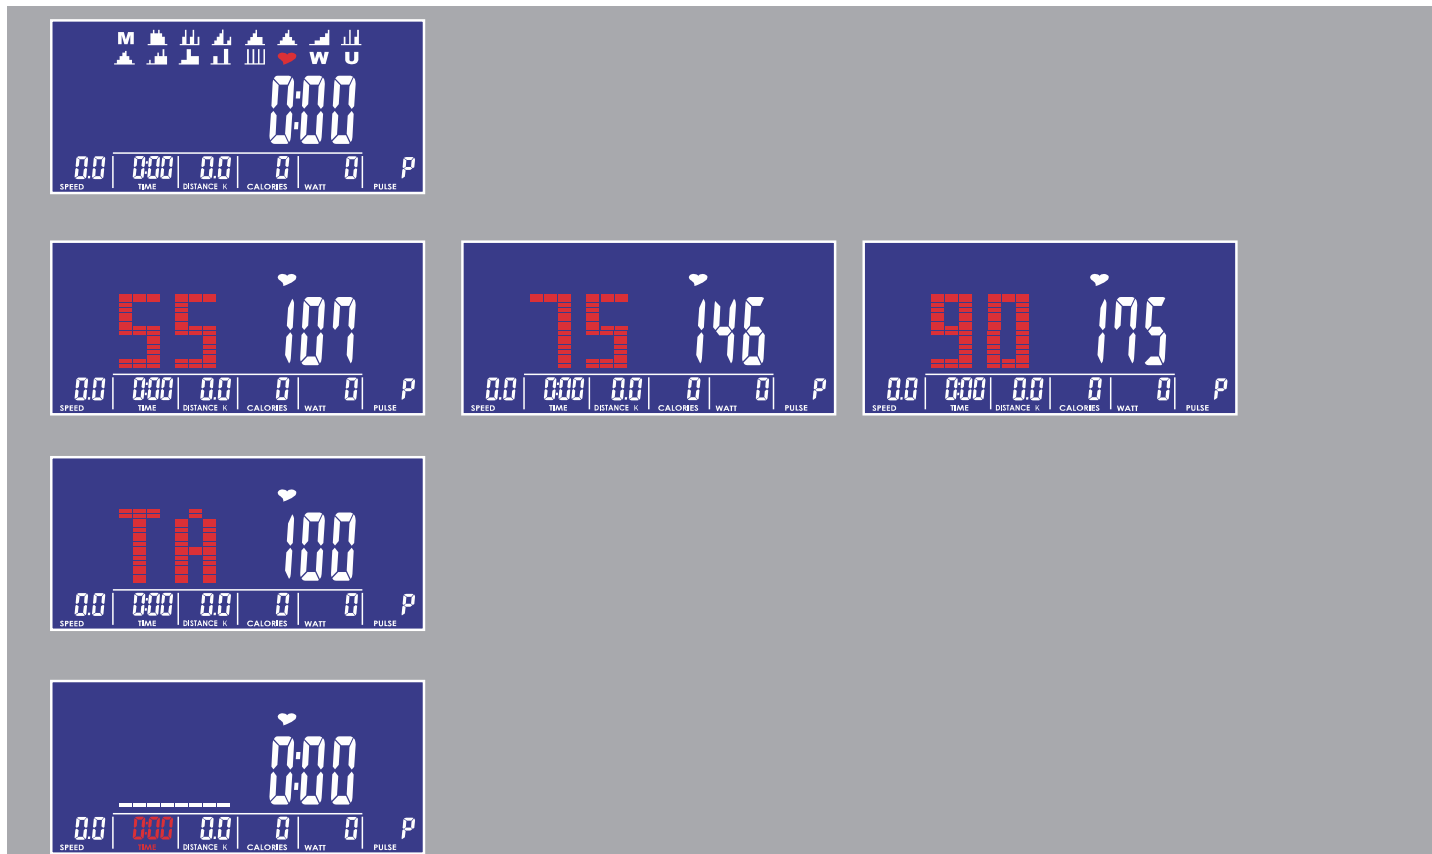 M
W U
0:00
0.0 0:00 0.0 0 0 P
SPEED TIME DISTANCE K CALORIES WATT PULSE
55 107
0.0 0:00 0.0 0 0 P
SPEED TIME DISTANCE K CALORIES WATT PULSE
75 146
0.0 0:00 0.0 0 0 P
SPEED TIME DISTANCE K CALORIES WATT PULSE
90 175
0.0 0:00 0.0 0 0 P
SPEED TIME DISTANCE K CALORIES WATT PULSE
TA 100
0.0 0:00 0.0 0 0 P
SPEED TIME DISTANCE K CALORIES WATT PULSE
0:00
0.0 0:00 0.0 0 0 P
SPEED TIME DISTANCE K CALORIES WATT PULSE